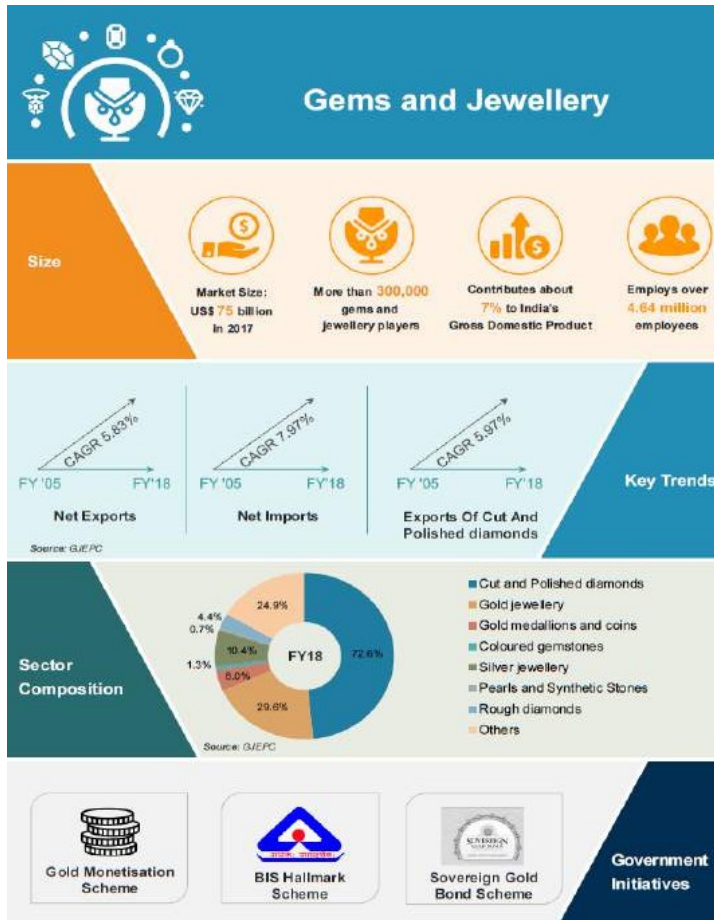 Gems and Jewellery
Size
Market Size:
US$ 75 billion
in 2017
More than 300,000
gems and
jewellery players
Contributes about
7% to India's
Gross Domestic Product
Employs over
4.64 million
employees
CAGR 5.83%
FY '05 FY'18
Net Exports
CAGR 7.97%
FY '05 FY'18
Net Imports
CAGR 5.97%
FY '05 FY'18
Exports Of Cut And
Polished diamonds
Key Trends
Source: GJEPC
Sector
Composition
24.9%
4.4%
0.7%
10.4%
1.3%
6.0%
29.6%
72.6%
FY18
Source: GJEPC
Cut and Polished diamonds
Gold jewellery
Gold medallions and coins
Coloured gemstones
Silver jewellery
Pearls and Synthetic Stones
Rough diamonds
Others
Gold Monetisation
Scheme
BIS Hallmark
Scheme
SOVEREIGN
Sovereign Gold
Bond Scheme
Government
Initiatives